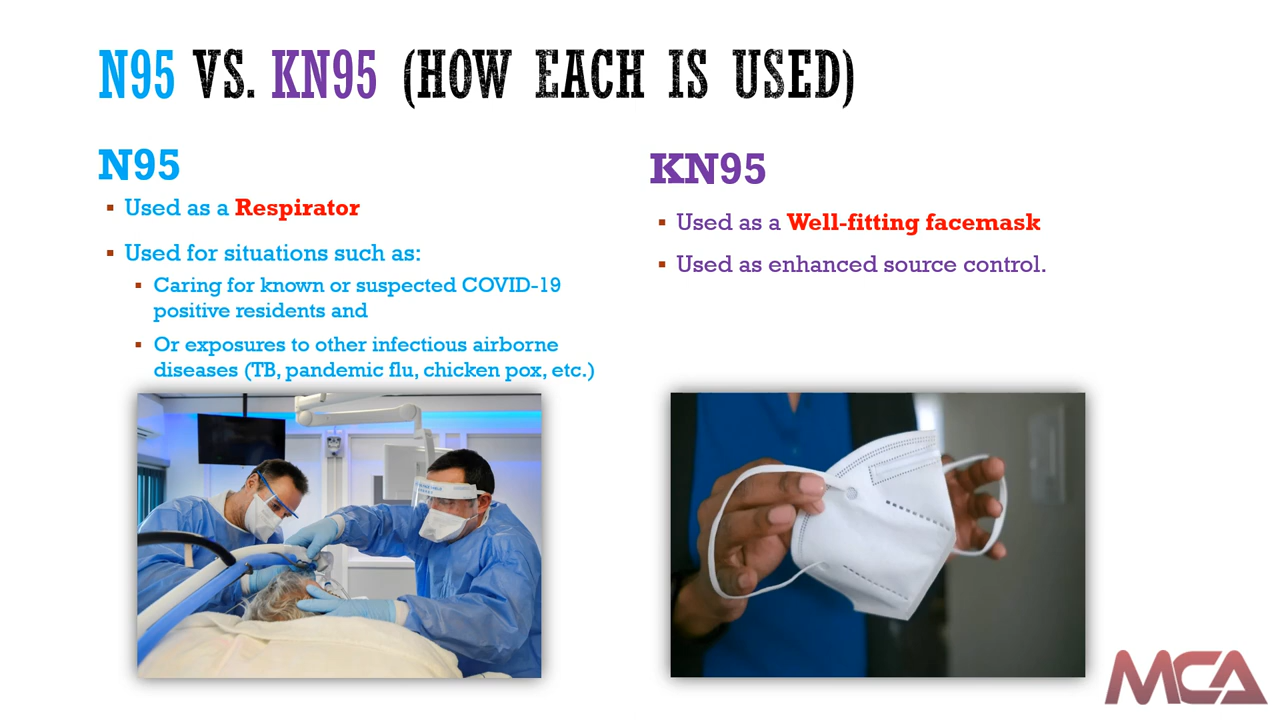 N95 VS. KN95 (HOW EACH IS USED)
N95
▪ Used as a Respirator
▪ Used for situations such as:
▪ Caring for known or suspected COVID-19
positive residents and
▪ Or exposures to other infectious airborne
diseases (TB, pandemic flu, chicken pox, etc.)
KN95
▪ Used as a Well-fitting facemask
▪ Used as enhanced source control.
MCA